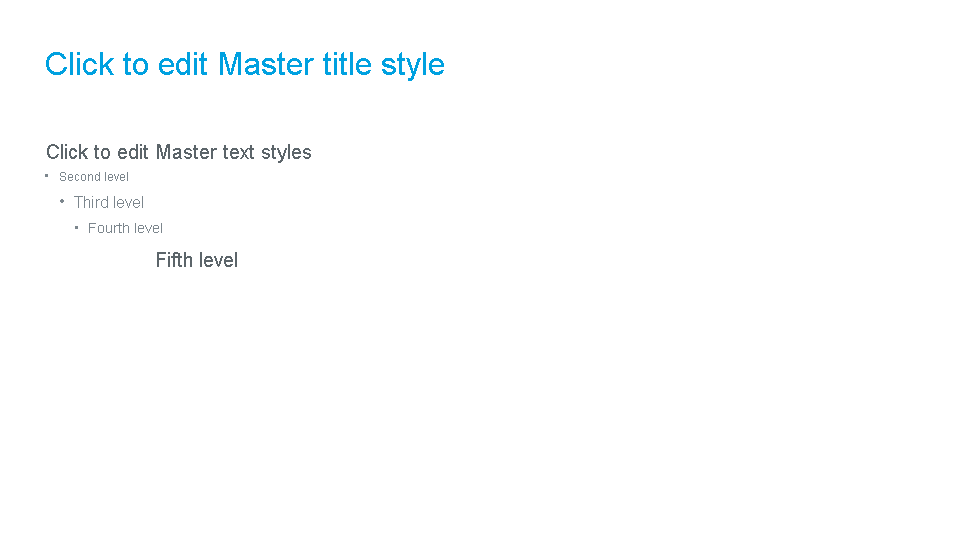 Click to edit Master title style
Click to edit Master text styles
• Second level
• Third level
• Fourth level
Fifth level